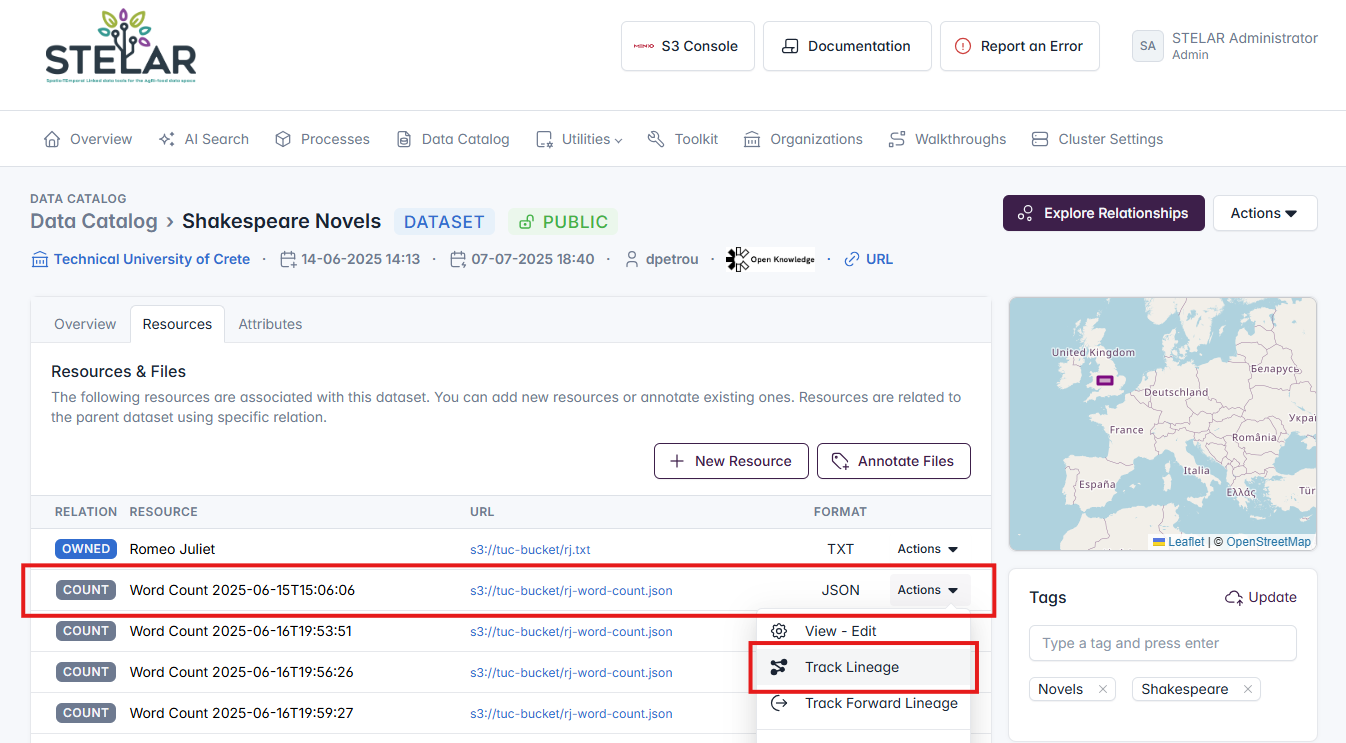 STELAR
Spatio-TEmporal Linked data tools for the agRi-food data space
MINIO S3 Console
Documentation
Report an Error
SA
STELAR Administrator
Admin
Overview
AI Search
Processes
Data Catalog
Utilities
Toolkit
Organizations
Walkthroughs
Cluster Settings
DATA CATALOG
Data Catalog › Shakespeare Novels DATASET PUBLIC
Explore Relationships
Actions
Technical University of Crete · 14-06-2025 14:13 · 07-07-2025 18:40 · dpetrou · Open Knowledge · URL
Overview
Resources
Attributes
Resources & Files
The following resources are associated with this dataset. You can add new resources or annotate existing ones. Resources are related to
the parent dataset using specific relation.
New Resource
Annotate Files
RELATION RESOURCE URL FORMAT
OWNED Romeo Juliet s3://tuc-bucket/rj.txt TXT Actions
COUNT Word Count 2025-06-15T15:06:06 s3://tuc-bucket/rj-word-count.json JSON Actions
COUNT Word Count 2025-06-16T19:53:51 s3://tuc-bucket/rj-word-count.json
COUNT Word Count 2025-06-16T19:56:26 s3://tuc-bucket/rj-word-count.json
COUNT Word Count 2025-06-16T19:59:27 s3://tuc-bucket/rj-word-count.json
View - Edit
Track Lineage
Track Forward Lineage
United Kingdom
Беларусь
Deutschland
Украї
France
România
Italia
España
Ελλάς
Tür
Leaflet | © OpenStreetMap
Tags
Update
Type a tag and press enter
Novels ×
Shakespeare ×